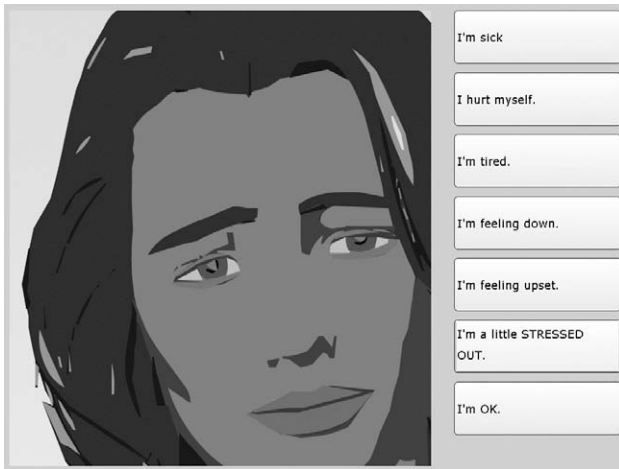 I'm sick
I hurt myself.
I'm tired.
I'm feeling down.
I'm feeling upset.
I'm a little STRESSED
OUT.
I'm OK.